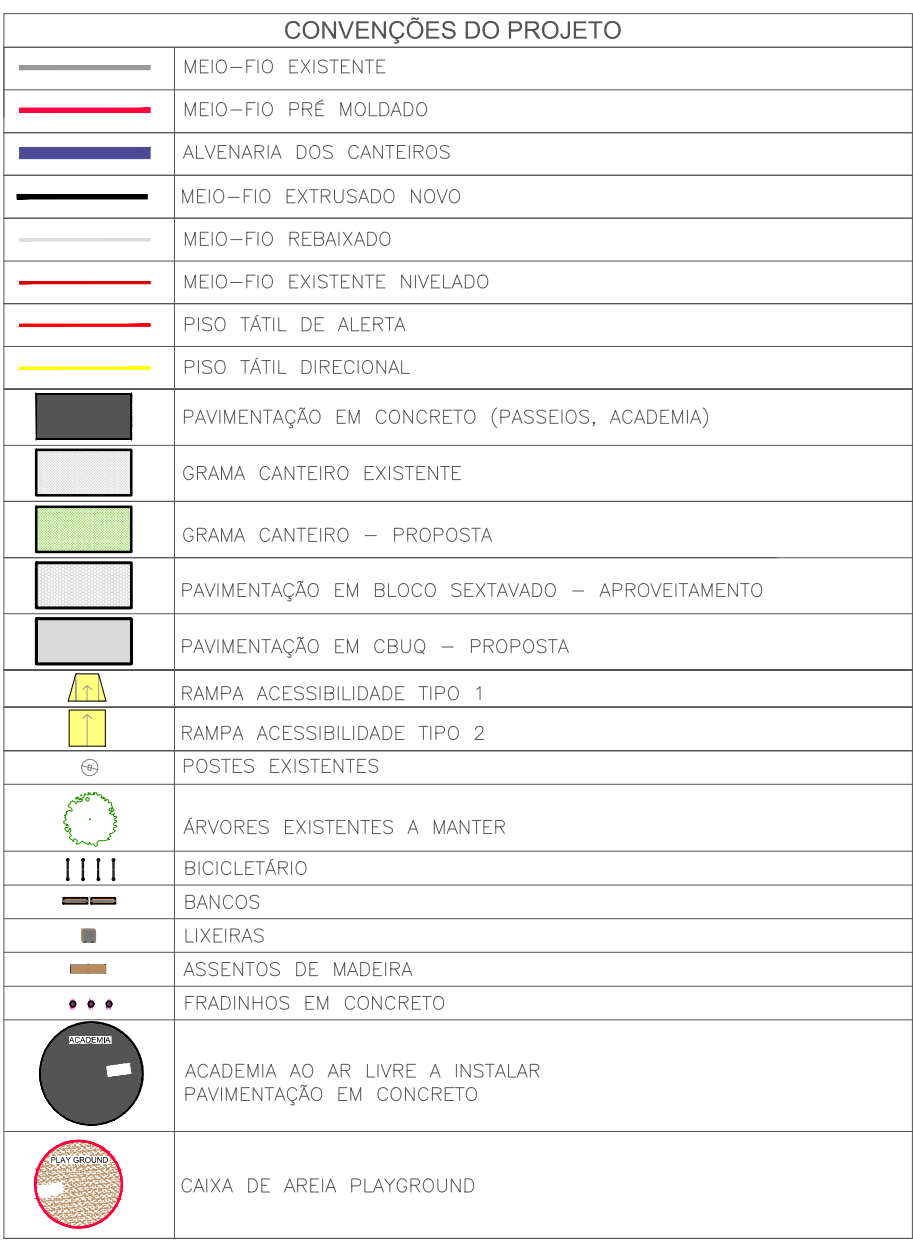 CONVENÇÕES DO PROJETO
MEIO-FIO EXISTENTE
MEIO-FIO PRÉ MOLDADO
ALVENARIA DOS CANTEIROS
MEIO-FIO EXTRUSADO NOVO
MEIO-FIO REBAIXADO
MEIO-FIO EXISTENTE NIVELADO
PISO TÁTIL DE ALERTA
PISO TÁTIL DIRECIONAL
PAVIMENTAÇÃO EM CONCRETO (PASSEIOS, ACADEMIA)
GRAMA CANTEIRO EXISTENTE
GRAMA CANTEIRO - PROPOSTA
PAVIMENTAÇÃO EM BLOCO SEXTAVADO - APROVEITAMENTO
PAVIMENTAÇÃO EM CBUQ - PROPOSTA
RAMPA ACESSIBILIDADE TIPO 1
RAMPA ACESSIBILIDADE TIPO 2
POSTES EXISTENTES
ÁRVORES EXISTENTES A MANTER
BICICLETÁRIO
BANCOS
LIXEIRAS
ASSENTOS DE MADEIRA
FRADINHOS EM CONCRETO
ACADEMIA
ACADEMIA AO AR LIVRE A INSTALAR
PAVIMENTAÇÃO EM CONCRETO
PLAY GROUND
CAIXA DE AREIA PLAYGROUND